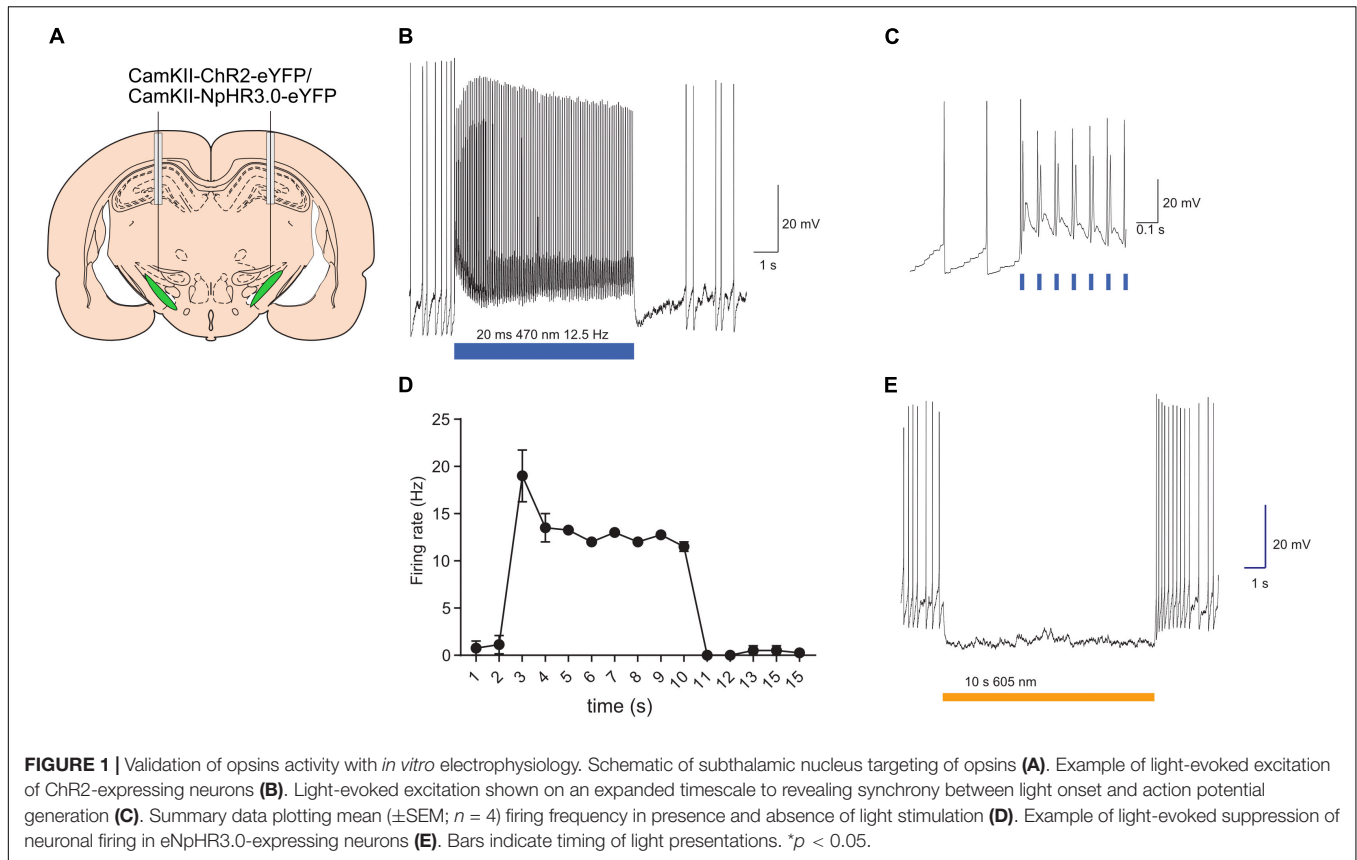 A
CamKII-ChR2-eYFP/
CamKII-NpHR3.0-eYFP
B
20 mV
1 s
20 ms 470 nm 12.5 Hz
C
20 mV
0.1 s
D
Firing rate (Hz)
25
20
15
10
5
0
1 2 3 4 5 6 7 8 9 10 11 12 13 15 15
time (s)
E
20 mV
1 s
10 s 605 nm
FIGURE 1 | Validation of opsins activity with in vitro electrophysiology. Schematic of subthalamic nucleus targeting of opsins (A). Example of light-evoked excitation
of ChR2-expressing neurons (B). Light-evoked excitation shown on an expanded timescale to revealing synchrony between light onset and action potential
generation (C). Summary data plotting mean (±SEM; n = 4) firing frequency in presence and absence of light stimulation (D). Example of light-evoked suppression of
neuronal firing in eNpHR3.0-expressing neurons (E). Bars indicate timing of light presentations. *p < 0.05.